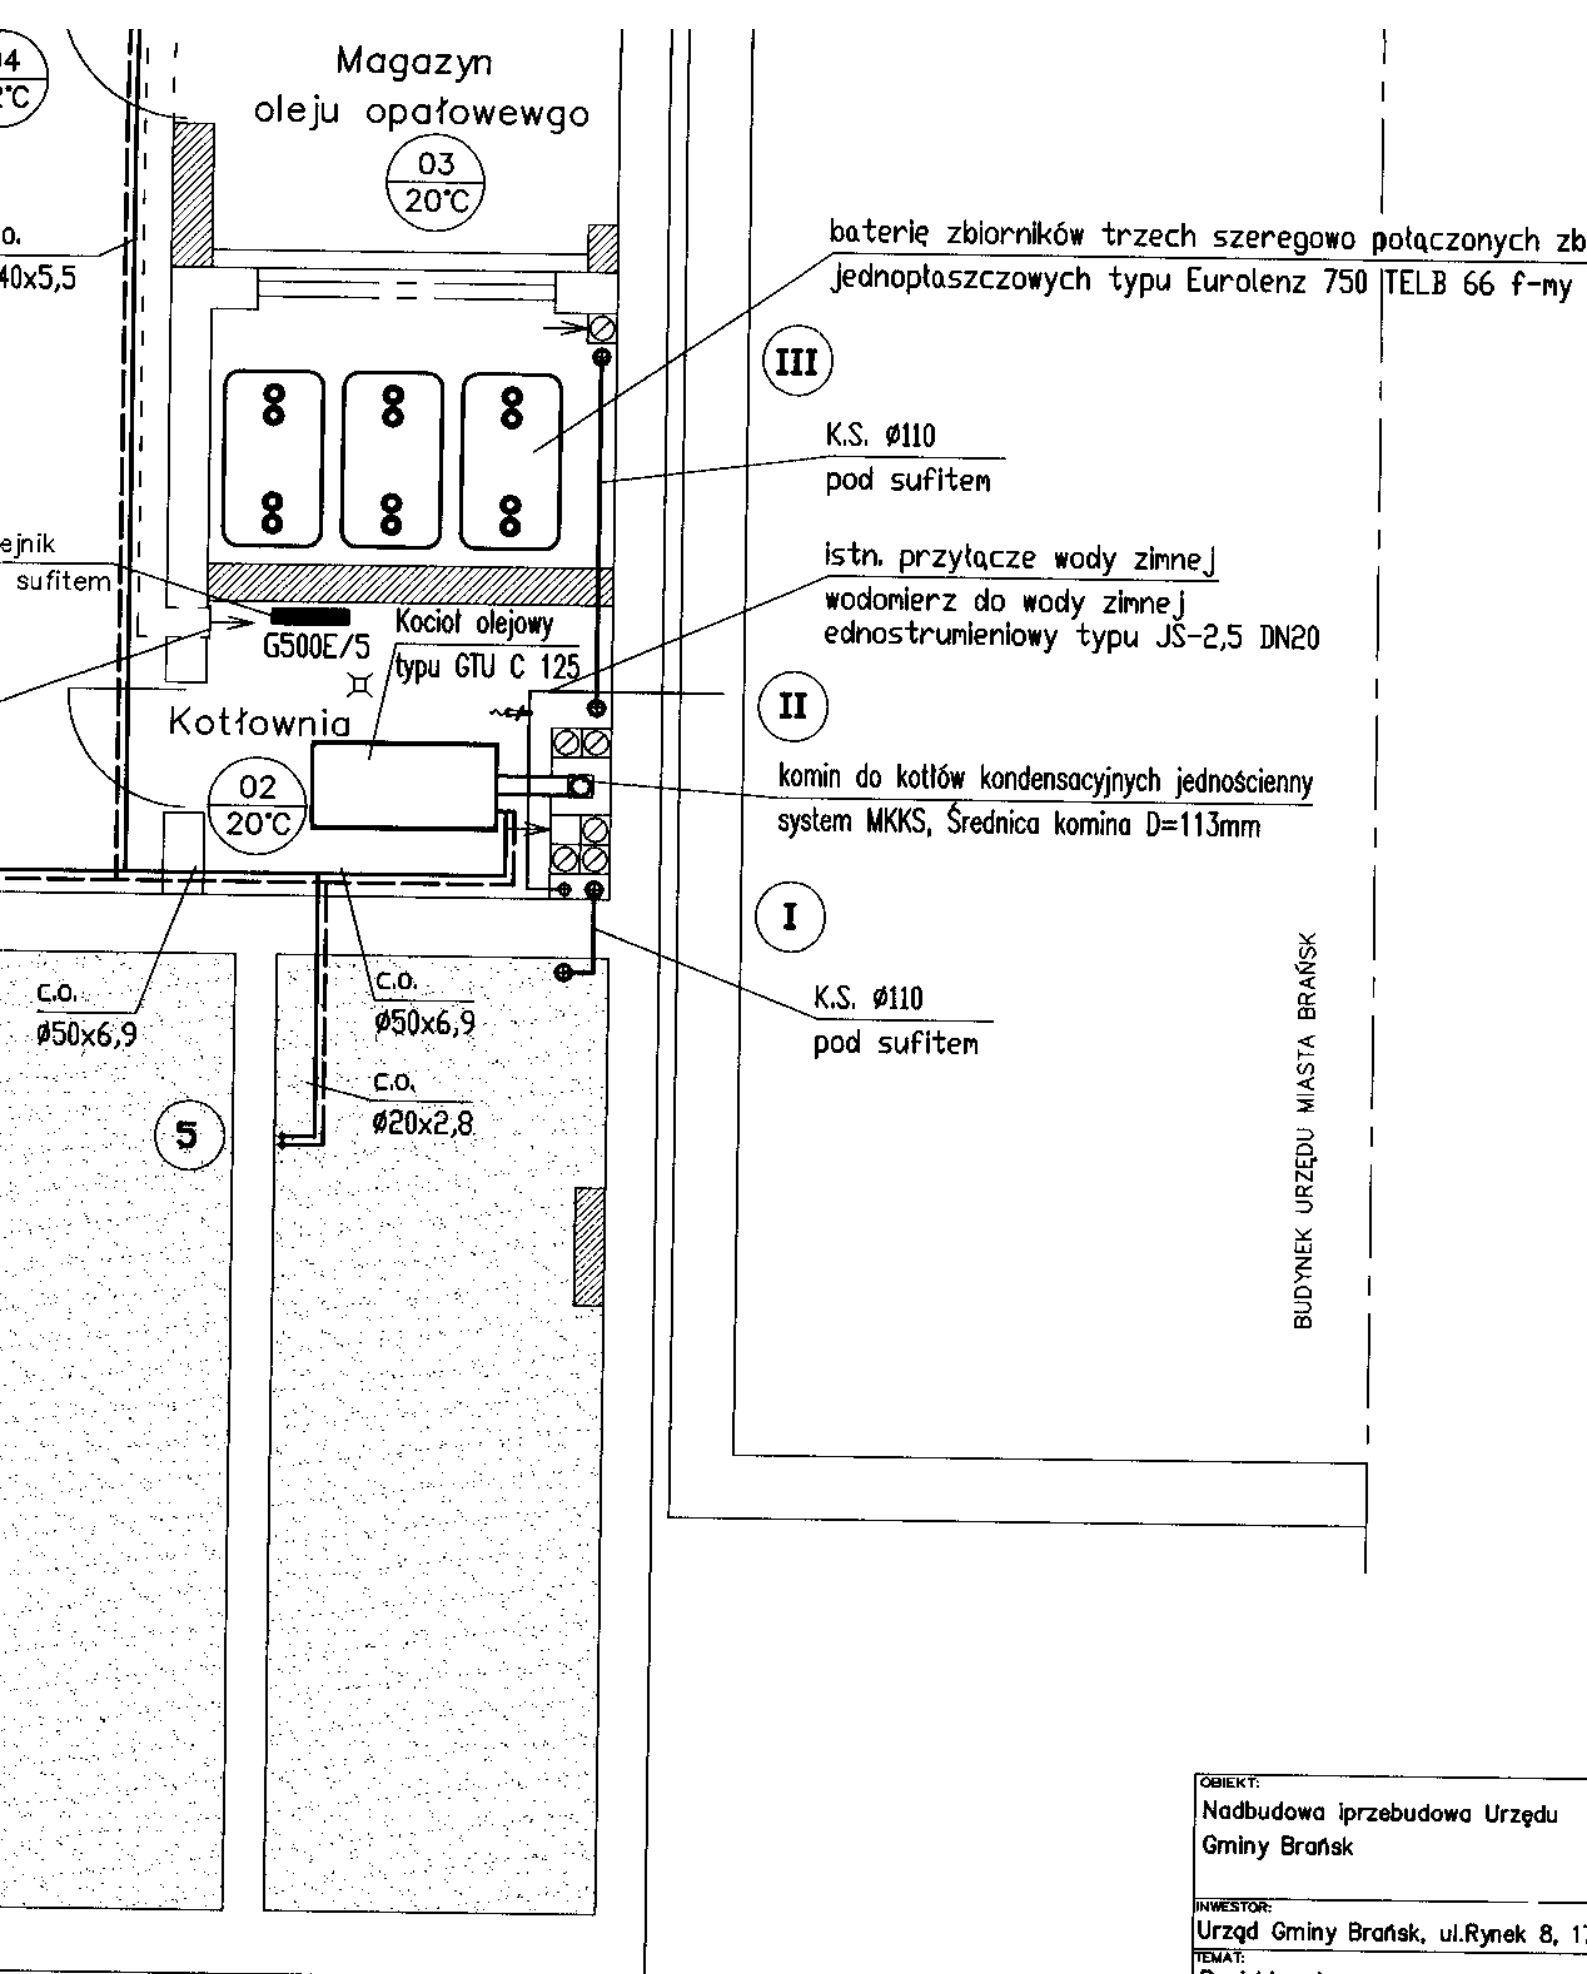 Magazyn
oleju opałowewgo
03
20°C
40x5,5
baterię zbiorników trzech szeregowo połączonych
jednopłaszczowych typu Eurolenz 750 TELB 66 f-my
III
K.S. ø110
pod sufitem
sufitem
istn. przyłącze wody zimnej
wodomierz do wody zimnej
ednostrumieniowy typu JS-2,5 DN20
G500E/5
Kocioł olejowy
typu GTU C 125
II
Kotłownia
02
20°C
komin do kotłów kondensacyjnych jednościenny
system MKKS, Średnica komina D=113mm
I
K.S. ø110
pod sufitem
c.o.
ø50x6,9
c.o.
ø50x6,9
c.o.
ø20x2,8
5
BUDYNEK URZĘDU MIASTA BRAŃSK
OBIEKT:
Nadbudowa iprzebudowa Urzędu
Gminy Brańsk
INWESTOR:
Urząd Gminy Brańsk, ul.Rynek 8,
TEMAT: